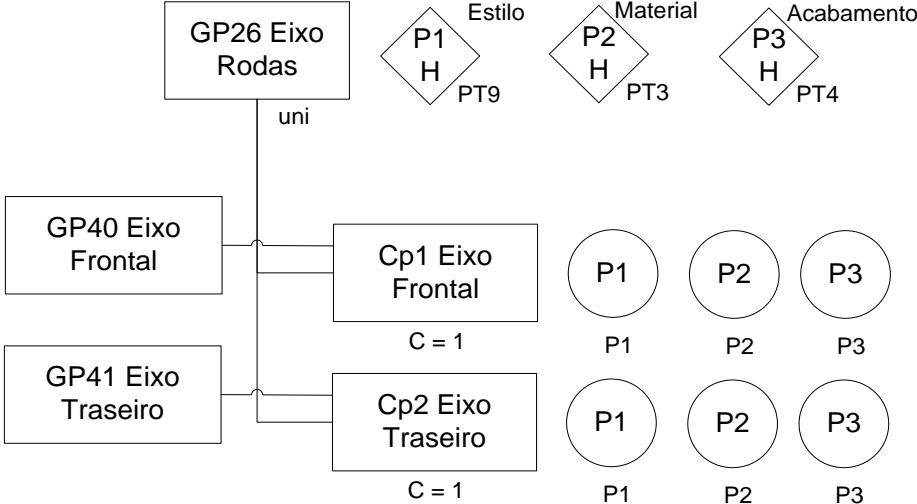 GP26 Eixo
Rodas
uni
Estilo
P1
H
PT9
Material
P2
H
PT3
Acabamento
P3
H
PT4
GP40 Eixo
Frontal
Cp1 Eixo
Frontal
C = 1
P1
P2
P3
P1
P2
P3
GP41 Eixo
Traseiro
Cp2 Eixo
Traseiro
C = 1
P1
P2
P3
P1
P2
P3